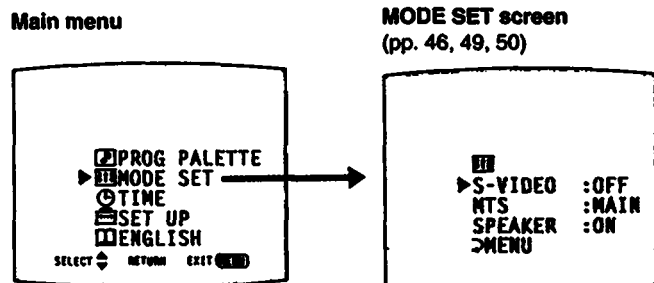 Main menu
MODE SET screen
(pp. 46, 49, 50)
PROG PALETTE
MODE SET
TIME
SET UP
ENGLISH
SELECT RETURN EXIT MENU
S-VIDEO :OFF
MTS :MAIN
SPEAKER :ON
MENU